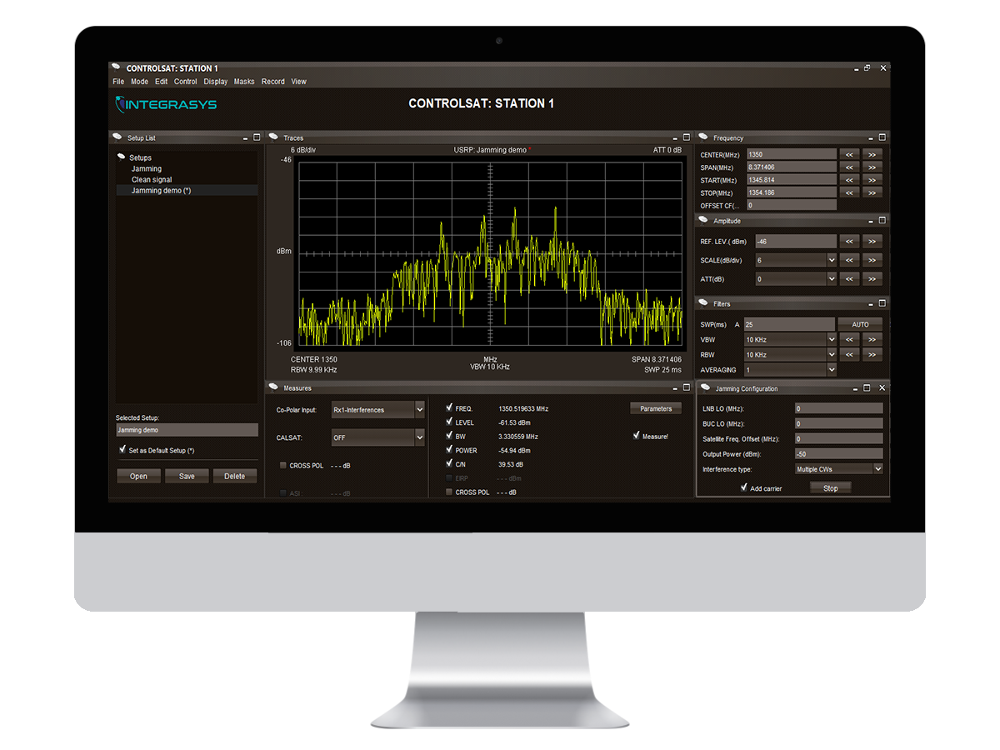 CONTROLSAT: STATION 1
File Mode Edit Control Display Masks Record View
INTEGRASYS
CONTROLSAT: STATION 1
Setup List
Setups
Jamming
Clean signal
Jamming demo (*)
Selected Setup:
Jamming demo
Set as Default Setup (*)
Open Save Delete
Traces
6 dB/div USRP: Jamming demo * ATT 0 dB
-46
dBm
-106
CENTER 1350 MHz SPAN 8.371406
RBW 9.99 KHz VBW 10 KHz SWP 25 ms
Measures
Co-Polar Input: Rx1-Interferences
CALSAT: OFF
CROSS POL - - - dB
ASI: - - - dB
FREQ. 1350.519633 MHz
LEVEL -61.53 dBm
BW 3.330559 MHz
POWER -54.94 dBm
C/N 39.53 dB
EIRP - - - dBm
CROSS POL - - - dB
Parameters
Measure!
Frequency
CENTER(MHz) 1350 << >>
SPAN(MHz) 8.371406 << >>
START(MHz) 1345.814 << >>
STOP(MHz) 1354.186 << >>
OFFSET CF(... 0
Amplitude
REF. LEV.( dBm) -46 << >>
SCALE(dB/div) 6 << >>
ATT(dB) 0 << >>
Filters
SWP(ms) A 25 AUTO
VBW 10 KHz << >>
RBW 10 KHz << >>
AVERAGING 1
Jamming Configuration
LNB LO (MHz): 0
BUC LO (MHz): 0
Satellite Freq. Offset (MHz): 0
Output Power (dBm): -50
Interference type: Multiple CWs
Add carrier Stop